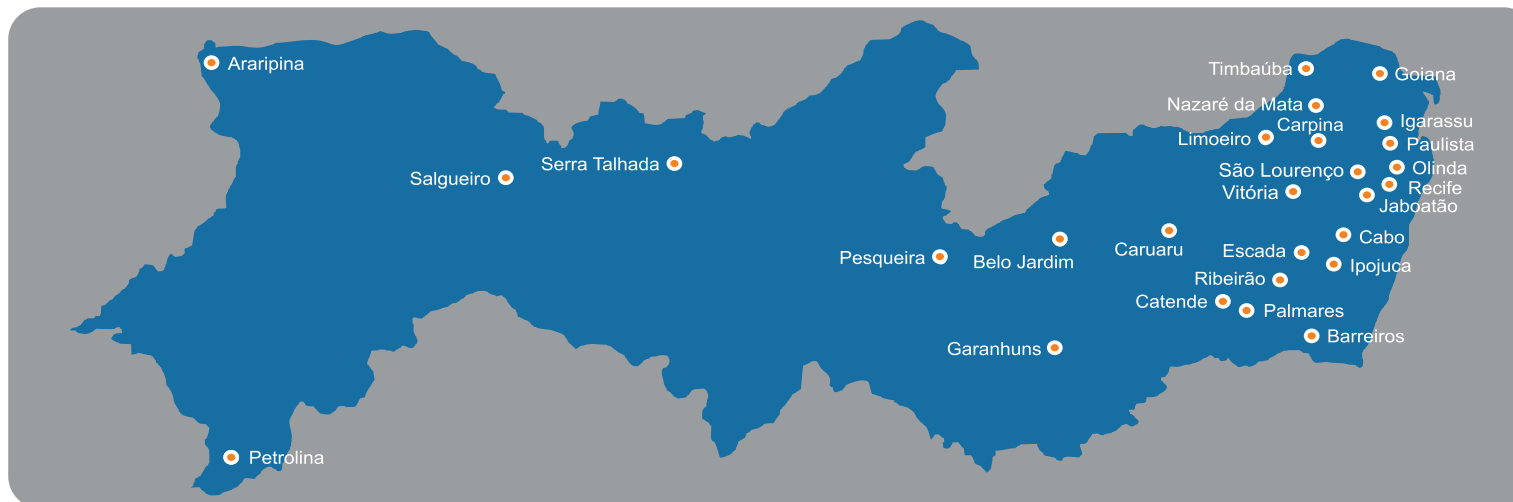 Araripina
Timbaúba
Goiana
Nazaré da Mata
Igarassu
Carpina
Limoeiro
Paulista
Serra Talhada
Olinda
São Lourenço
Salgueiro
Recife
Vitória
Jaboatão
Cabo
Caruaru
Escada
Pesqueira
Belo Jardim
Ipojuca
Ribeirão
Catende
Palmares
Barreiros
Garanhuns
Petrolina